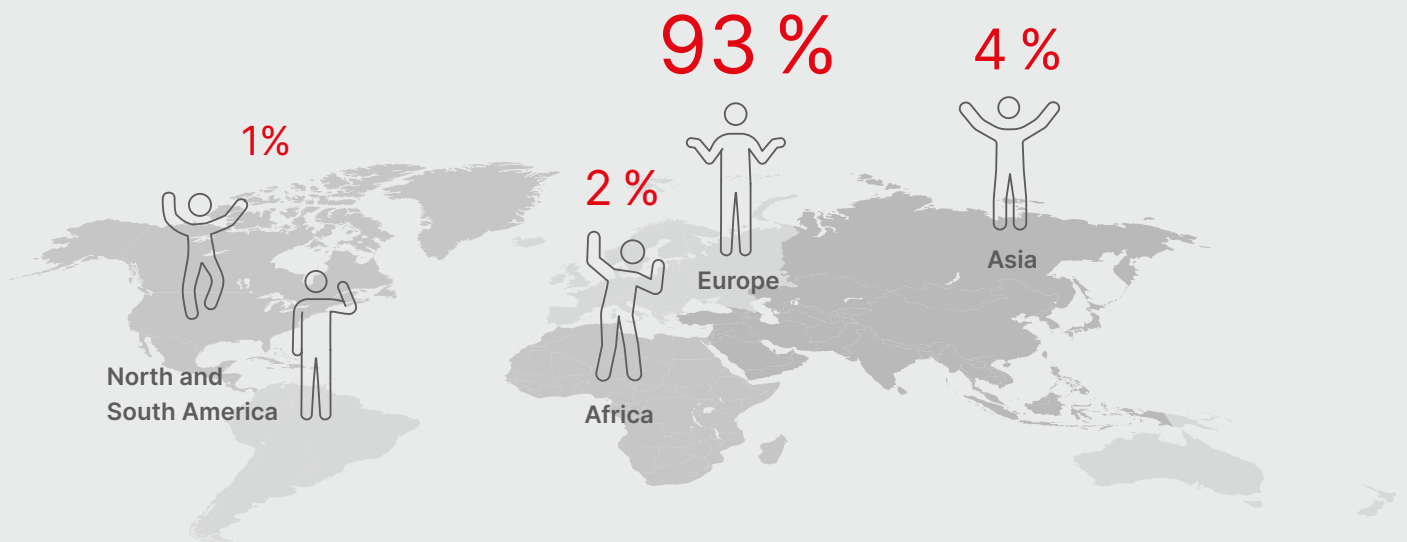 93 %
4 %
1%
2 %
Europe
Asia
North and
South America
Africa